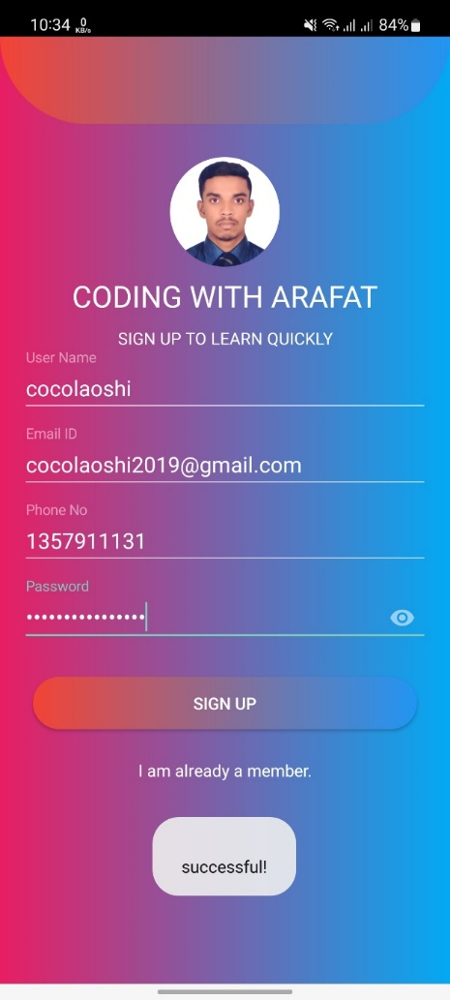 10:34 0 KB/s 84%
CODING WITH ARAFAT
SIGN UP TO LEARN QUICKLY
User Name
cocolaoshi
Email ID
cocolaoshi2019@gmail.com
Phone No
1357911131
Password
••••••••••••••••
SIGN UP
I am already a member.
successful!